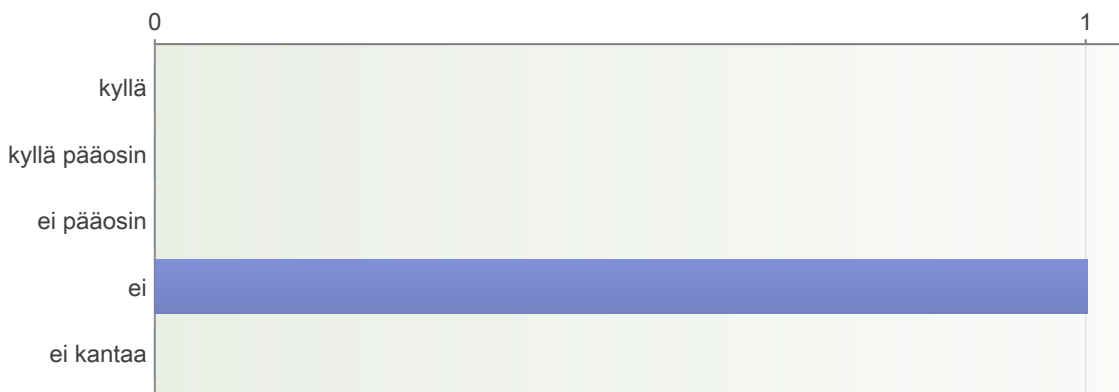 0 1
kyllä
kyllä pääosin
ei pääosin
ei
ei kantaa